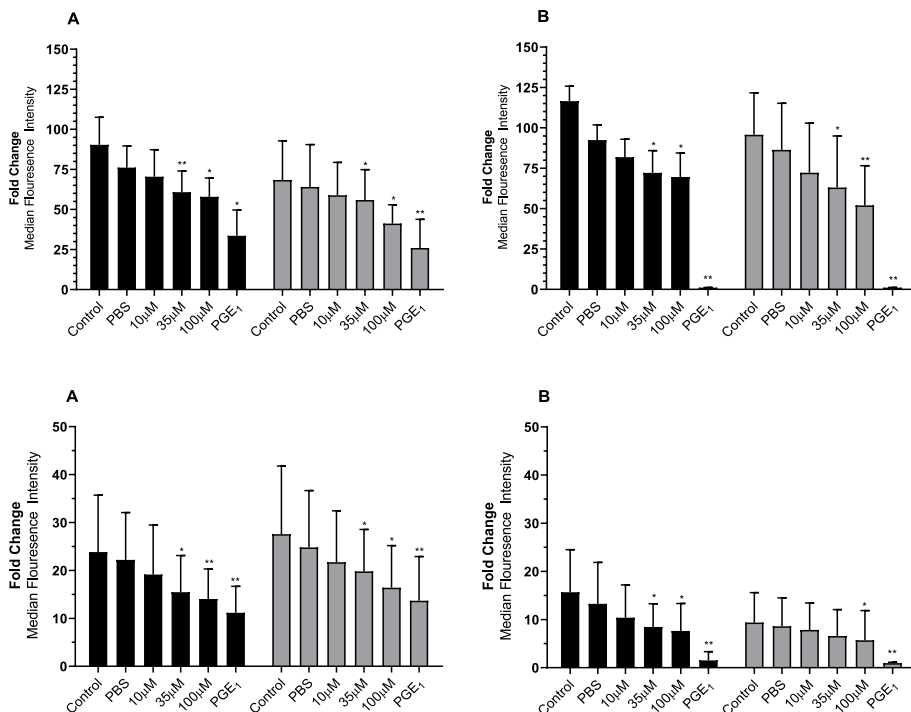 A
Fold Change
Median Flouresence Intensity
150
125
100
75
50
25
0
** * * * * **
Control PBS 10µM 35µM 100µM PGE1 Control PBS 10µM 35µM 100µM PGE1
B
Fold Change
Median Flouresence Intensity
150
125
100
75
50
25
0
* * ** * ** **
Control PBS 10µM 35µM 100µM PGE1 Control PBS 10µM 35µM 100µM PGE1
A
Fold Change
Median Flouresence Intensity
50
40
30
20
10
0
* ** ** * * **
Control PBS 10µM 35µM 100µM PGE1 Control PBS 10µM 35µM 100µM PGE1
B
Fold Change
Median Flouresence Intensity
50
40
30
20
10
0
* * ** * **
Control PBS 10µM 35µM 100µM PGE1 Control PBS 10µM 35µM 100µM PGE1